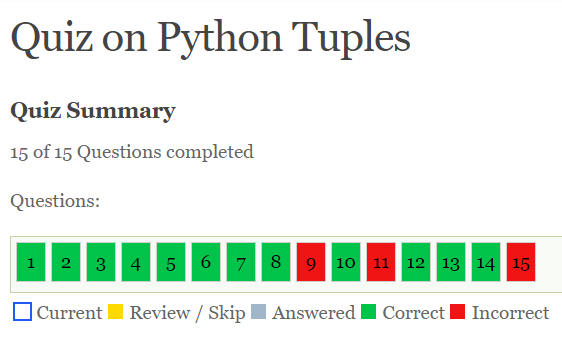 Quiz on Python Tuples
Quiz Summary
15 of 15 Questions completed
Questions:
1 2 3 4 5 6 7 8 9 10 11 12 13 14 15
Current Review / Skip Answered Correct Incorrect